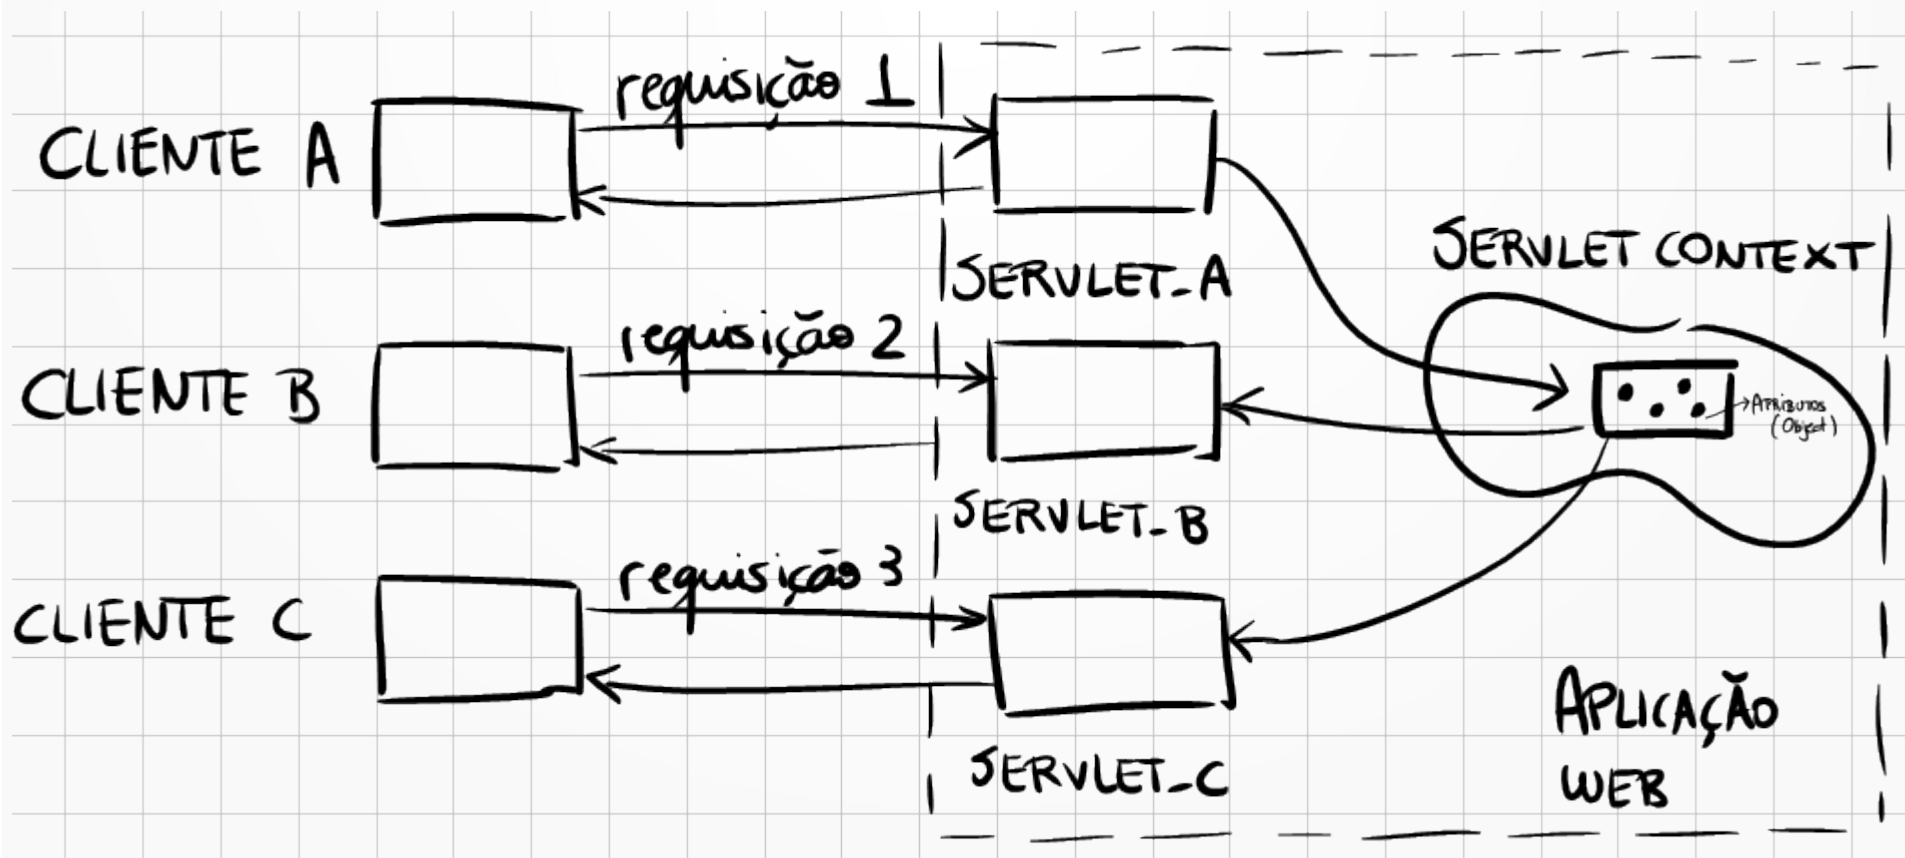 requisição 1
CLIENTE A
SERVLET_A
SERVLET CONTEXT
requisição 2
CLIENTE B
ATRIBUTOS
(Object)
SERVLET_B
requisição 3
CLIENTE C
SERVLET_C
APLICAÇÃO
WEB